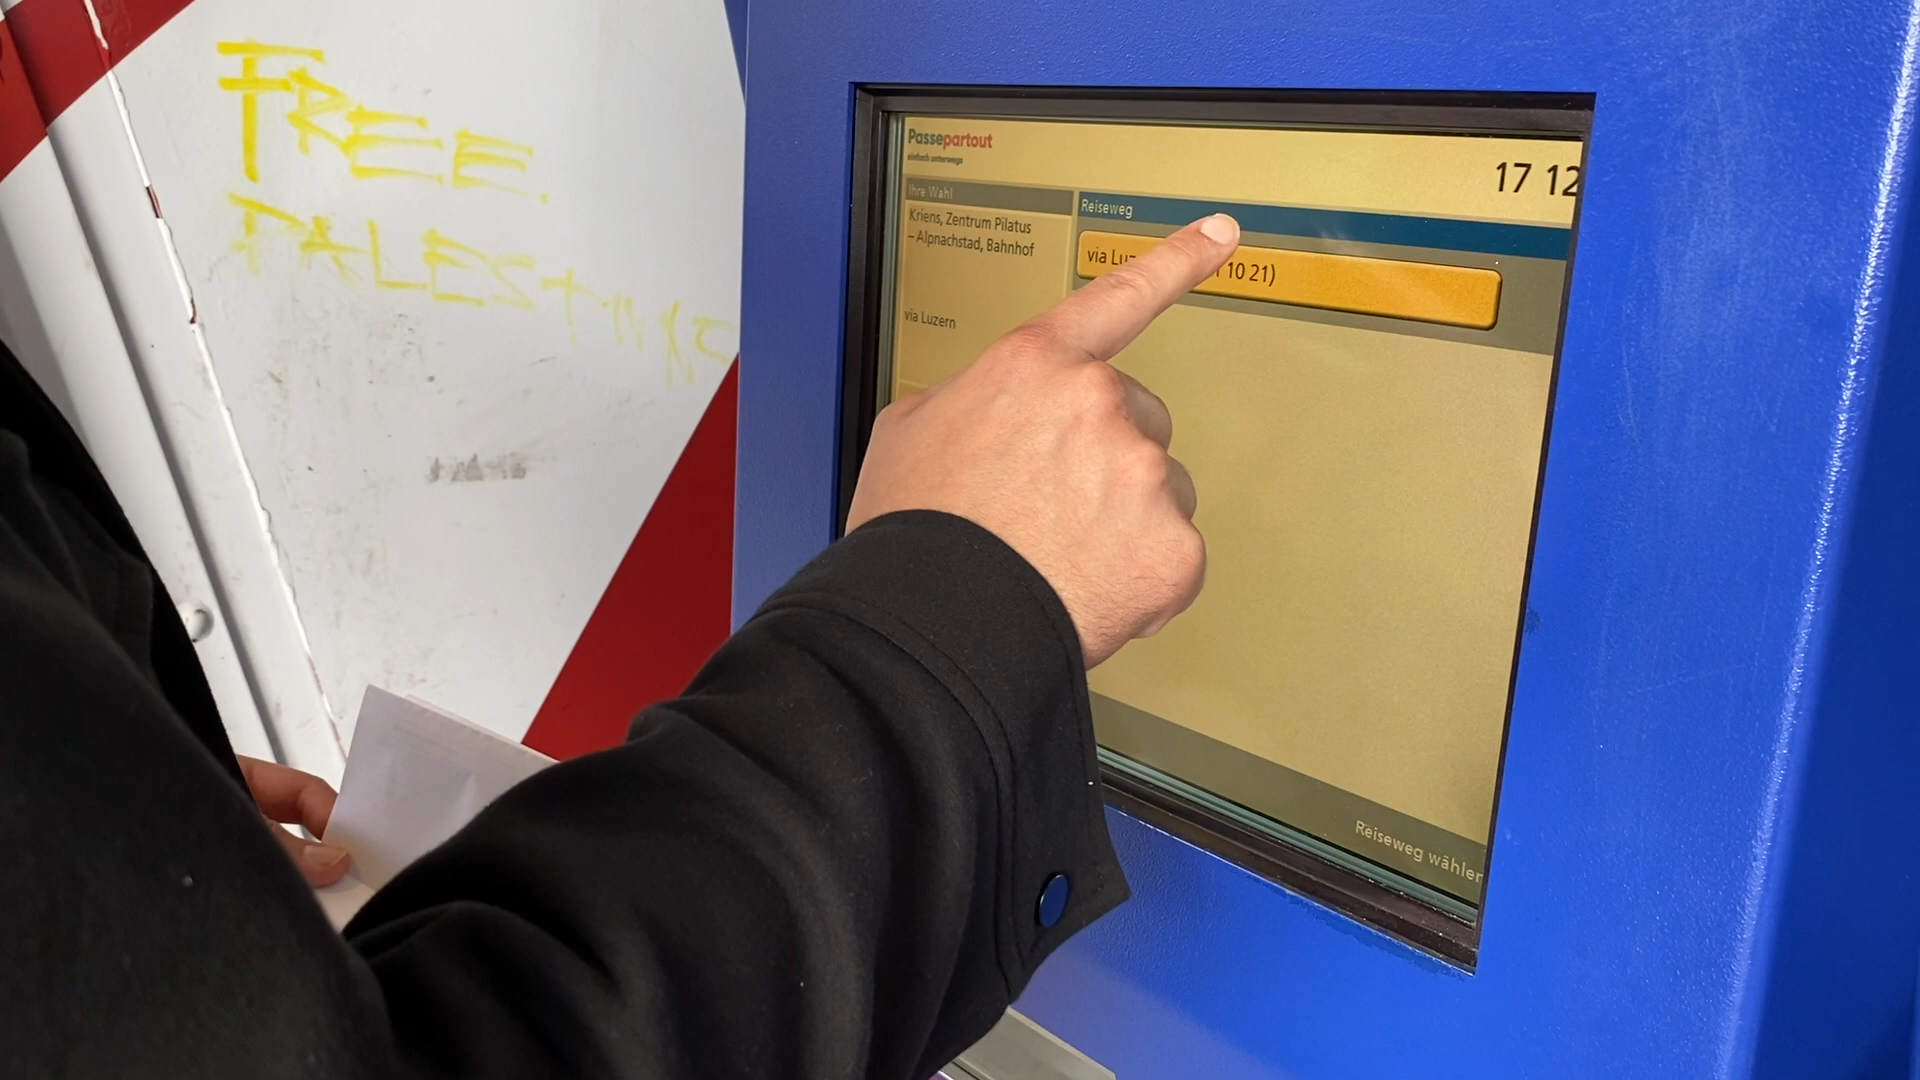 FREE
PALESTINE
Passepartout
einfach unterwegs
17 12
Ihre Wahl
Kriens, Zentrum Pilatus
– Alpnachstad, Bahnhof
via Luzern
Reiseweg
via Luz 10 21)
Reiseweg wählen